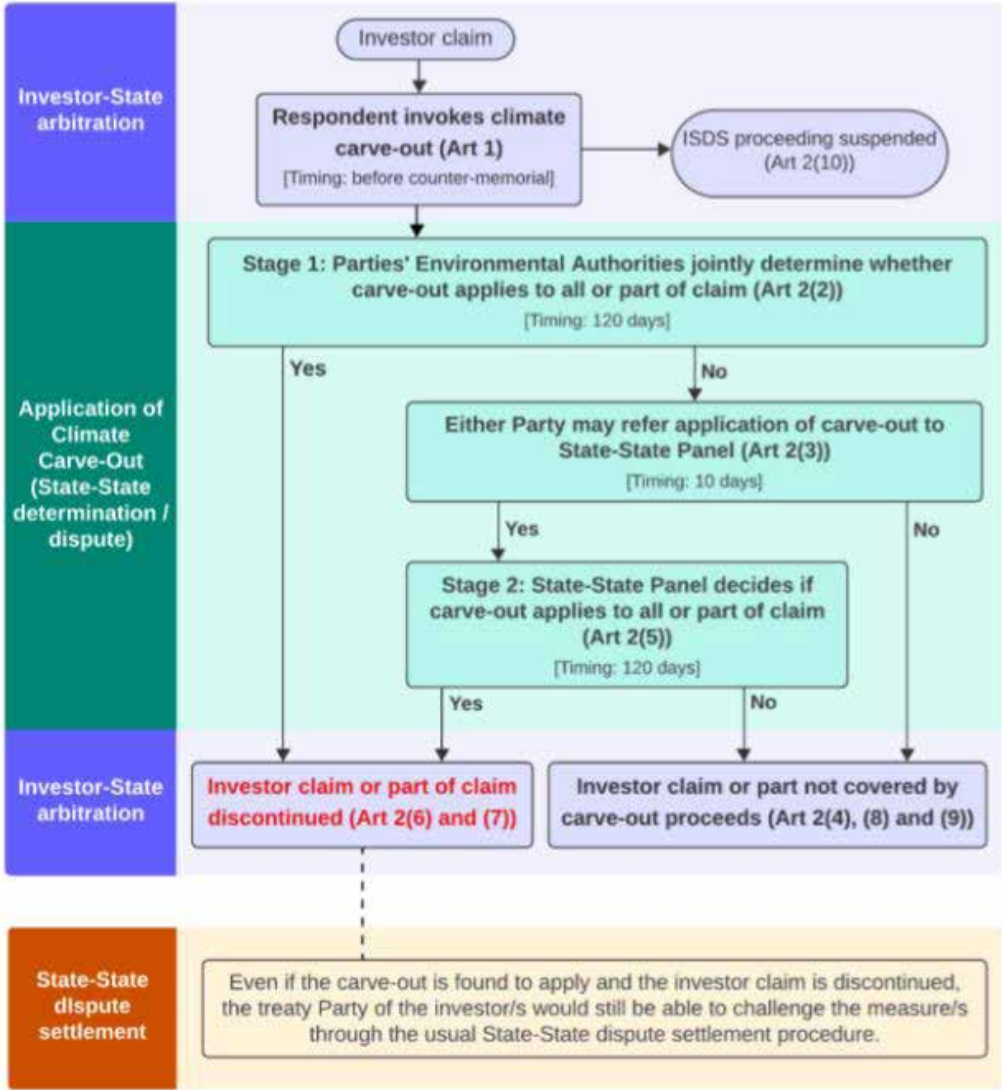 Investor claim
Investor-State
arbitration
Respondent invokes climate
carve-out (Art 1)
[Timing: before counter-memorial]
ISDS proceeding suspended
(Art 2(10))
Stage 1: Parties' Environmental Authorities jointly determine whether
carve-out applies to all or part of claim (Art 2(2))
[Timing: 120 days]
Yes
No
Application of
Climate
Carve-Out
(State-State
determination /
dispute)
Either Party may refer application of carve-out to
State-State Panel (Art 2(3))
[Timing: 10 days]
Yes
No
Stage 2: State-State Panel decides if
carve-out applies to all or part of claim
(Art 2(5))
[Timing: 120 days]
Yes
No
Investor-State
arbitration
Investor claim or part of claim
discontinued (Art 2(6) and (7))
Investor claim or part not covered by
carve-out proceeds (Art 2(4), (8) and (9))
State-State
dIspute
settlement
Even if the carve-out is found to apply and the investor claim is discontinued,
the treaty Party of the investor/s would still be able to challenge the measure/s
through the usual State-State dispute settlement procedure.